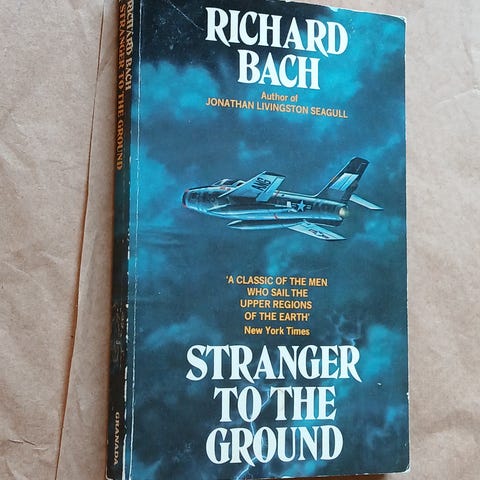 RICHARD
BACH
Author of
JONATHAN LIVINGSTON SEAGULL
'A CLASSIC OF THE MEN
WHO SAIL THE
UPPER REGIONS
OF THE EARTH'
New York Times
STRANGER
TO THE
GROUND
RICHARD BACH
STRANGER TO THE GROUND
GRANADA